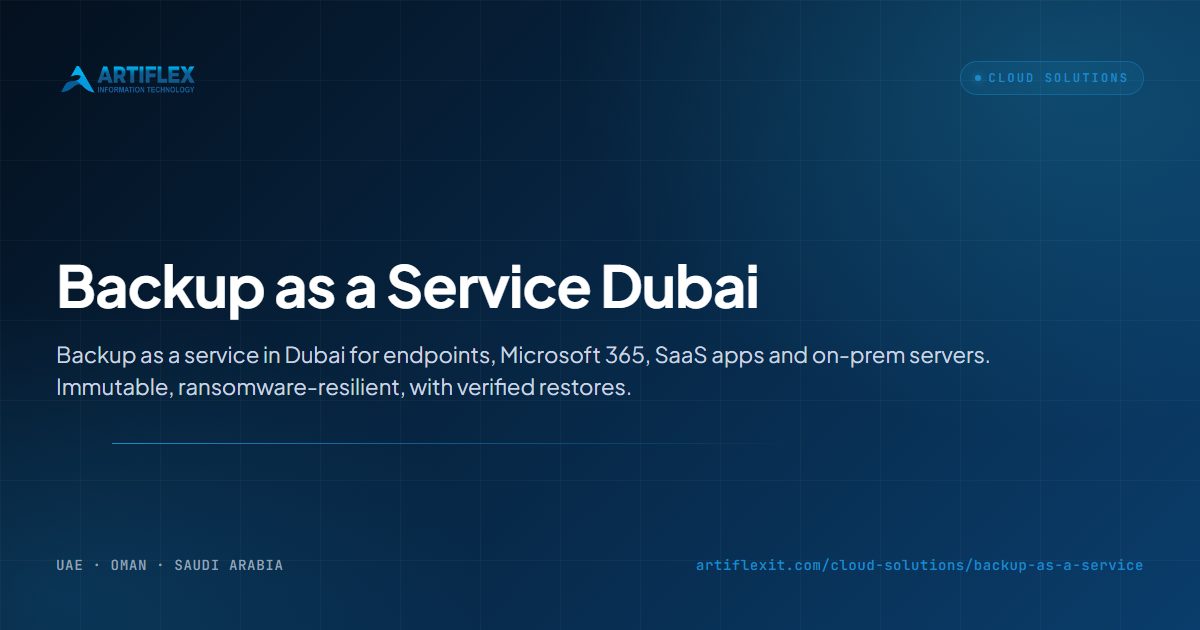 ARTIFLEX
INFORMATION TECHNOLOGY
CLOUD SOLUTIONS
Backup as a Service Dubai
Backup as a service in Dubai for endpoints, Microsoft 365, SaaS apps and on-prem servers.
Immutable, ransomware-resilient, with verified restores.
UAE · OMAN · SAUDI ARABIA
artiflexit.com/cloud-solutions/backup-as-a-service